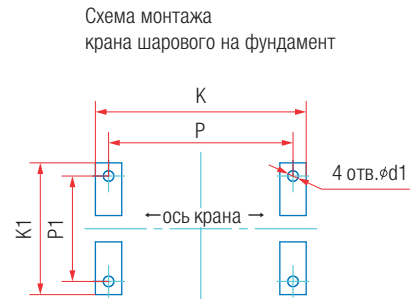 Схема монтажа
крана шарового на фундамент
K
P
4 отв.⌀d1
K1
P1
ось крана